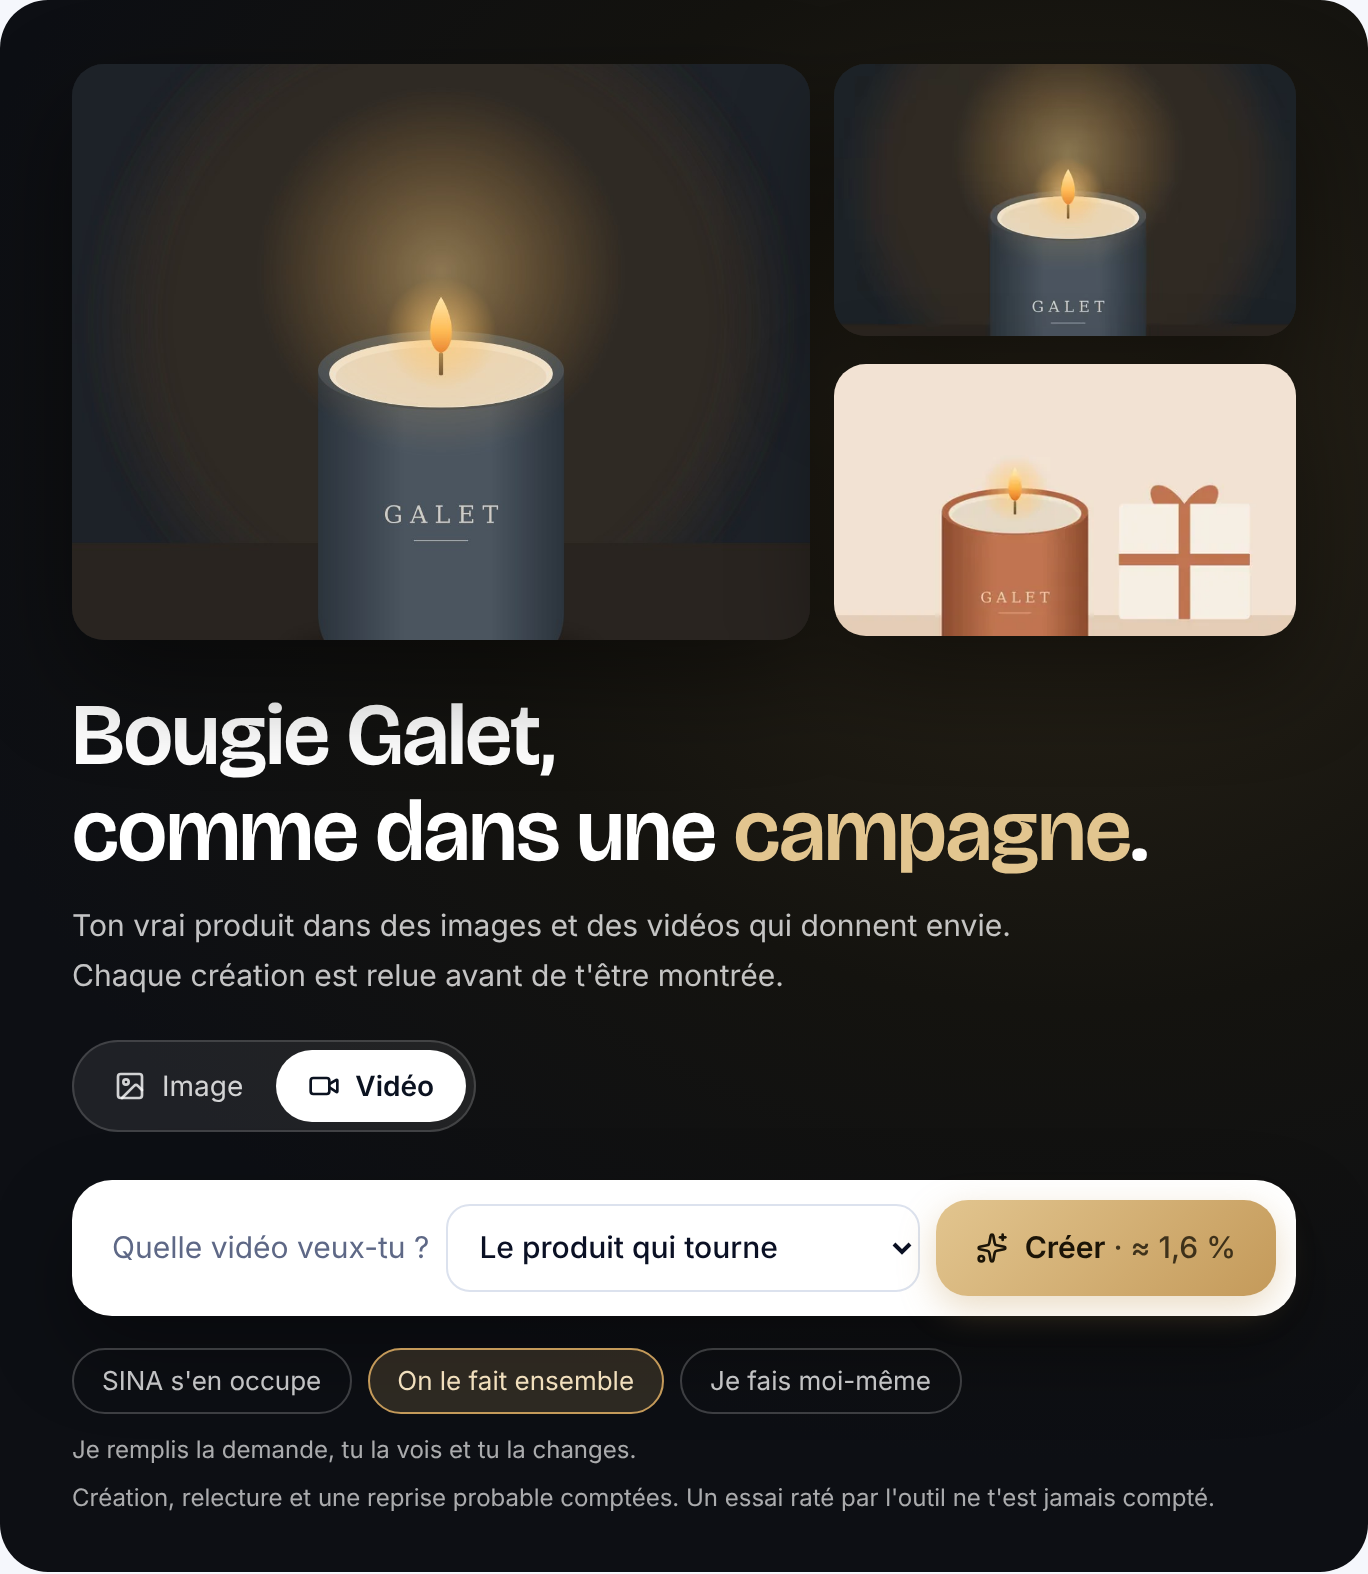 GALET
GALET
GALET
Bougie Galet,
comme dans une campagne.
Ton vrai produit dans des images et des vidéos qui donnent envie.
Chaque création est relue avant de t'être montrée.
Image
Vidéo
Quelle vidéo veux-tu ?
Le produit qui tourne
Créer · ≈ 1,6 %
SINA s'en occupe
On le fait ensemble
Je fais moi-même
Je remplis la demande, tu la vois et tu la changes.
Création, relecture et une reprise probable comptées. Un essai raté par l'outil ne t'est jamais compté.